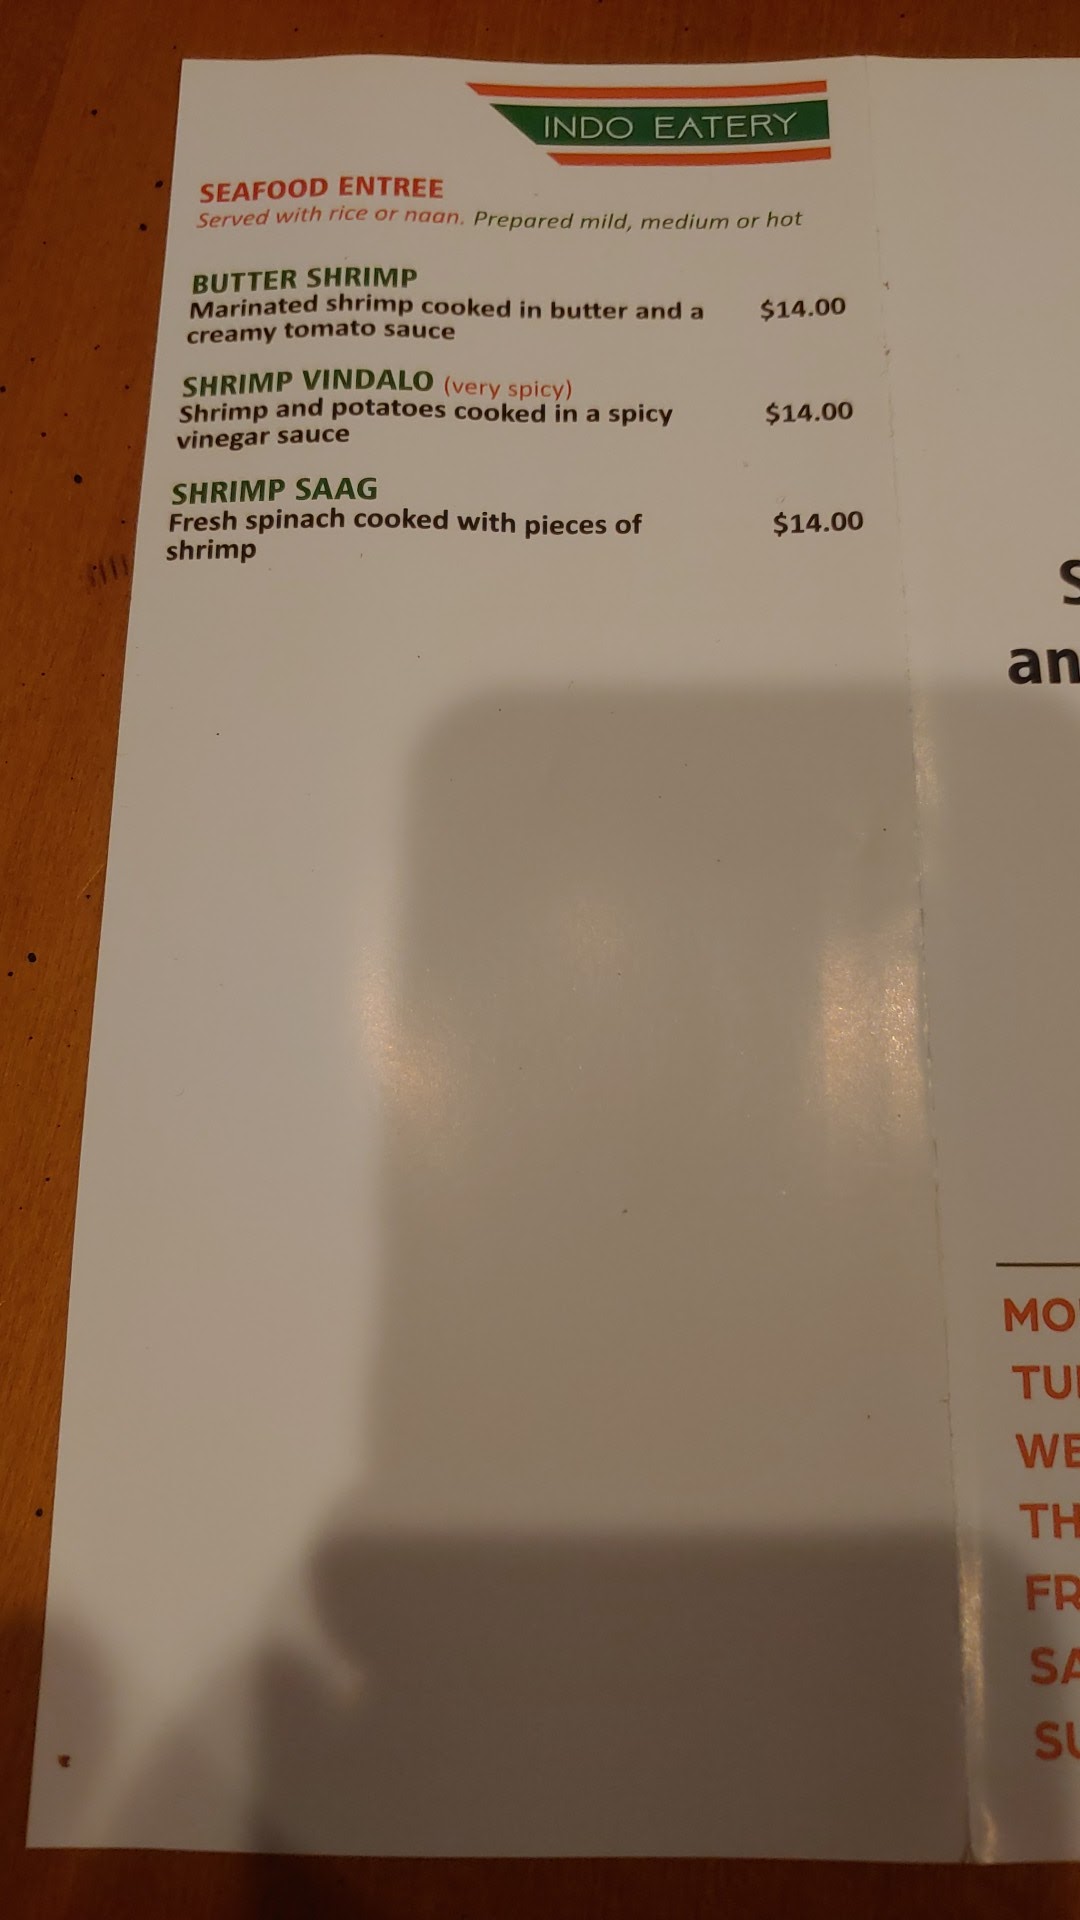 INDO EATERY
SEAFOOD ENTREE
Served with rice or naan. Prepared mild, medium or hot
BUTTER SHRIMP
Marinated shrimp cooked in butter and a $14.00
creamy tomato sauce
SHRIMP VINDALO (very spicy)
Shrimp and potatoes cooked in a spicy $14.00
vinegar sauce
SHRIMP SAAG
Fresh spinach cooked with pieces of $14.00
shrimp